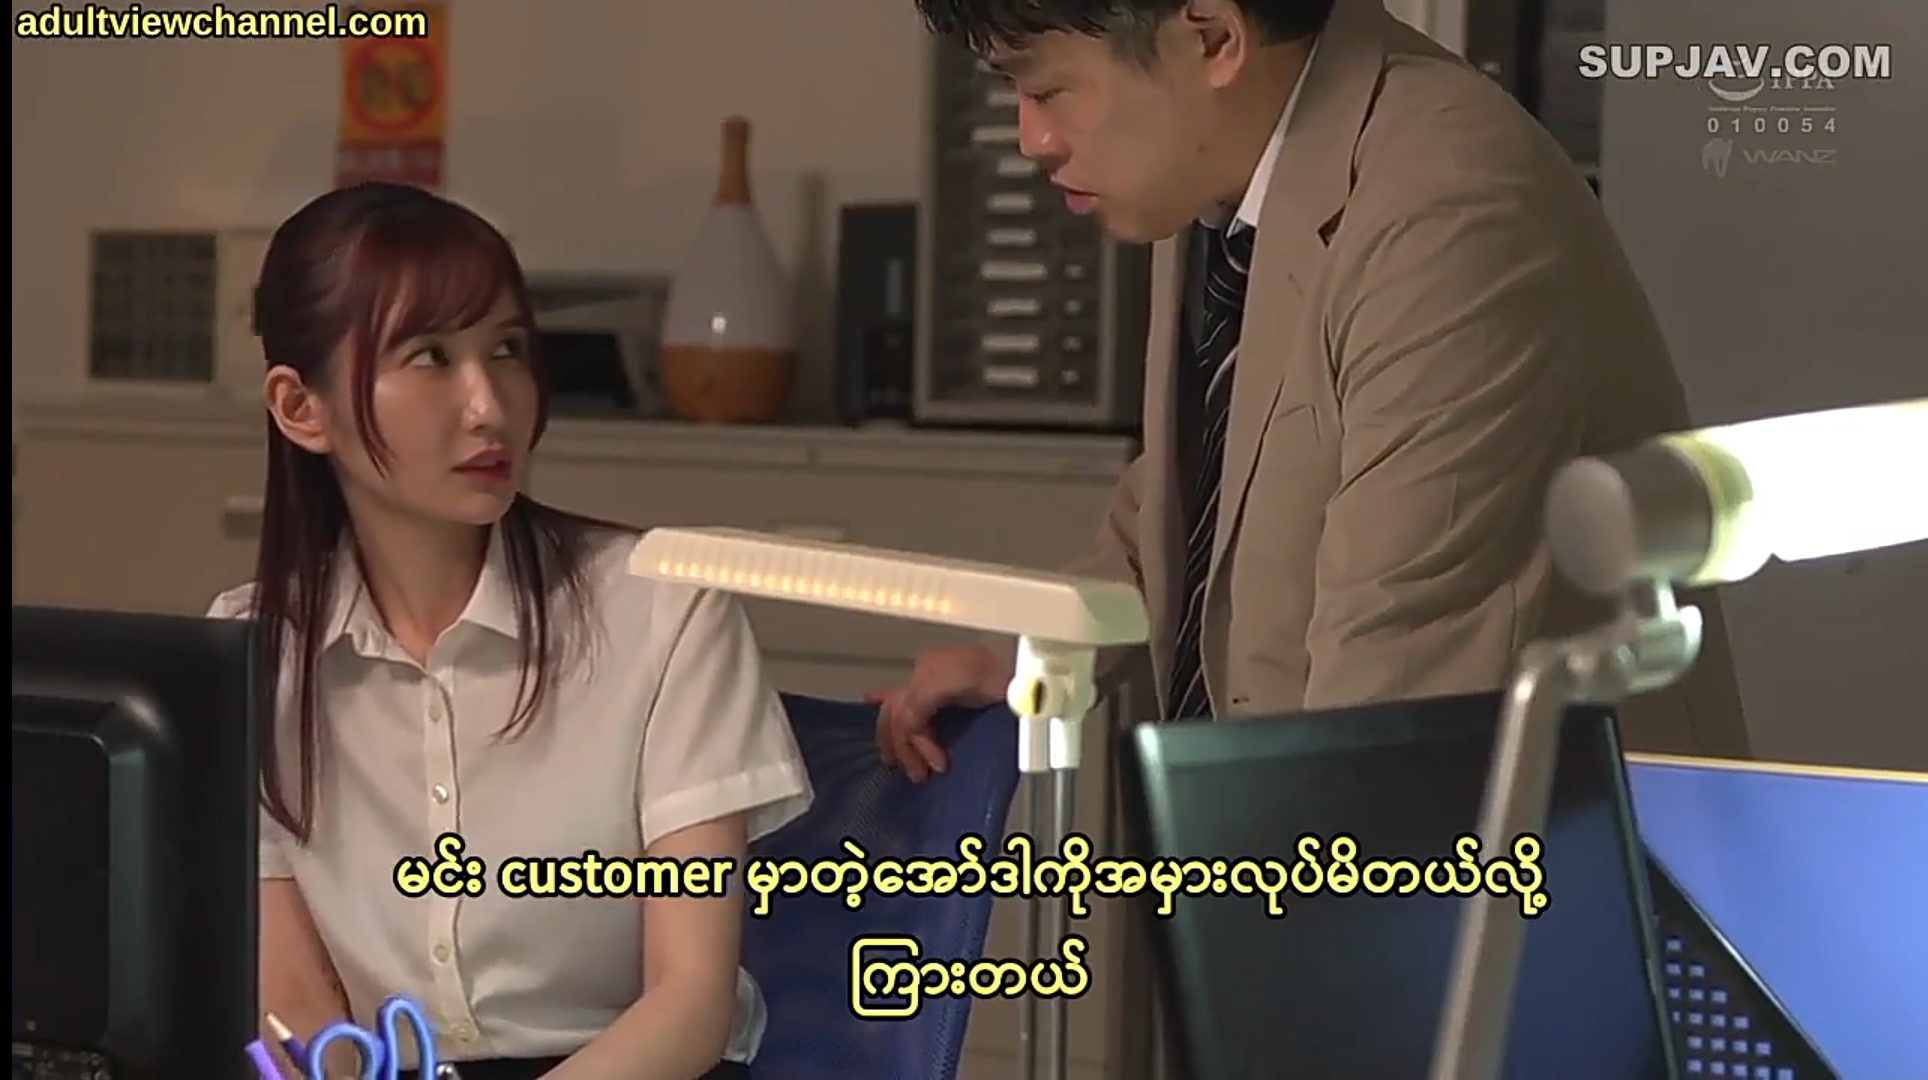 adultviewchannel.com
SUPJAV.COM
IPPA
010054
WANZ
မင်း customer မှာတဲ့အော်ဒါကိုအမှားလုပ်မိတယ်လို့
ကြားတယ်